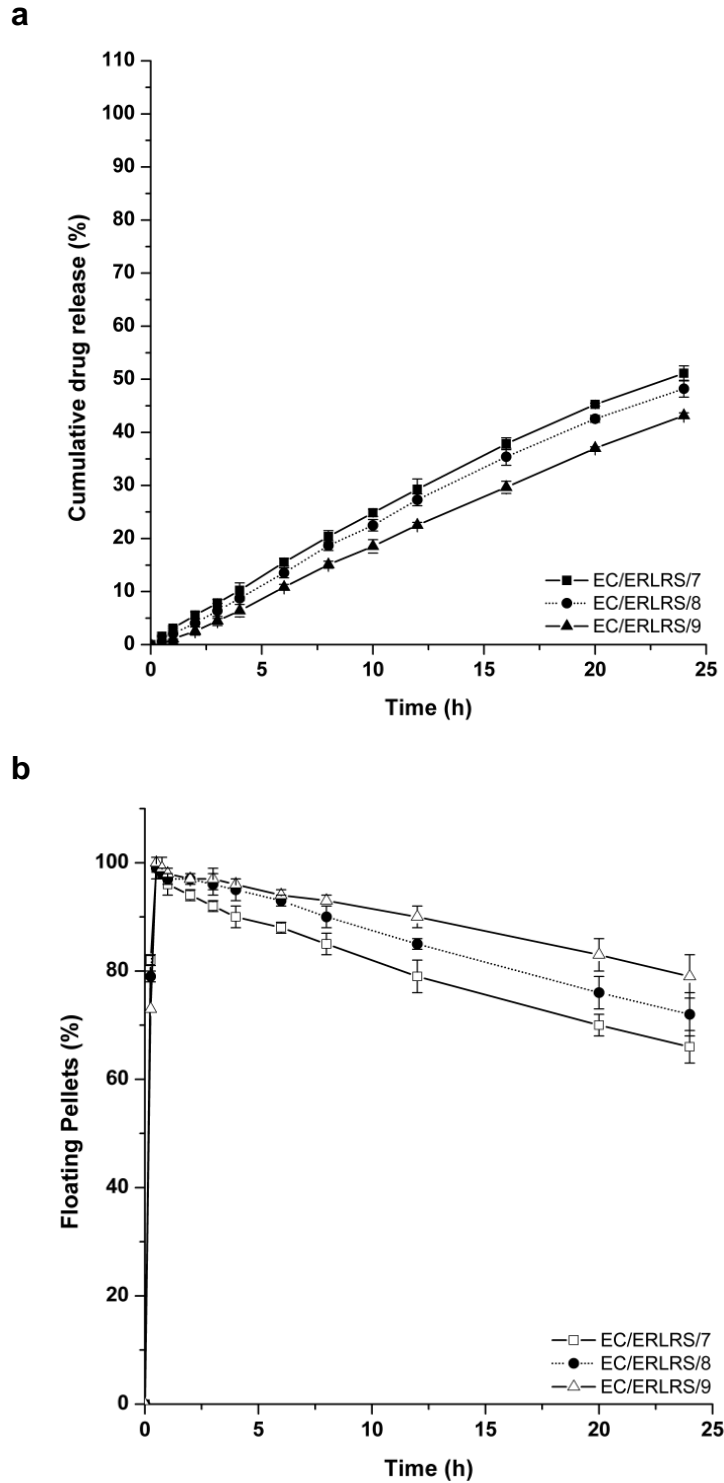 a
110
100
90
80
70
60
50
40
30
20
10
0
Cumulative drug release (%)
EC/ERLRS/7
EC/ERLRS/8
EC/ERLRS/9
0 5 10 15 20 25
Time (h)
b
100
80
60
40
20
0
Floating Pellets (%)
EC/ERLRS/7
EC/ERLRS/8
EC/ERLRS/9
0 5 10 15 20 25
Time (h)